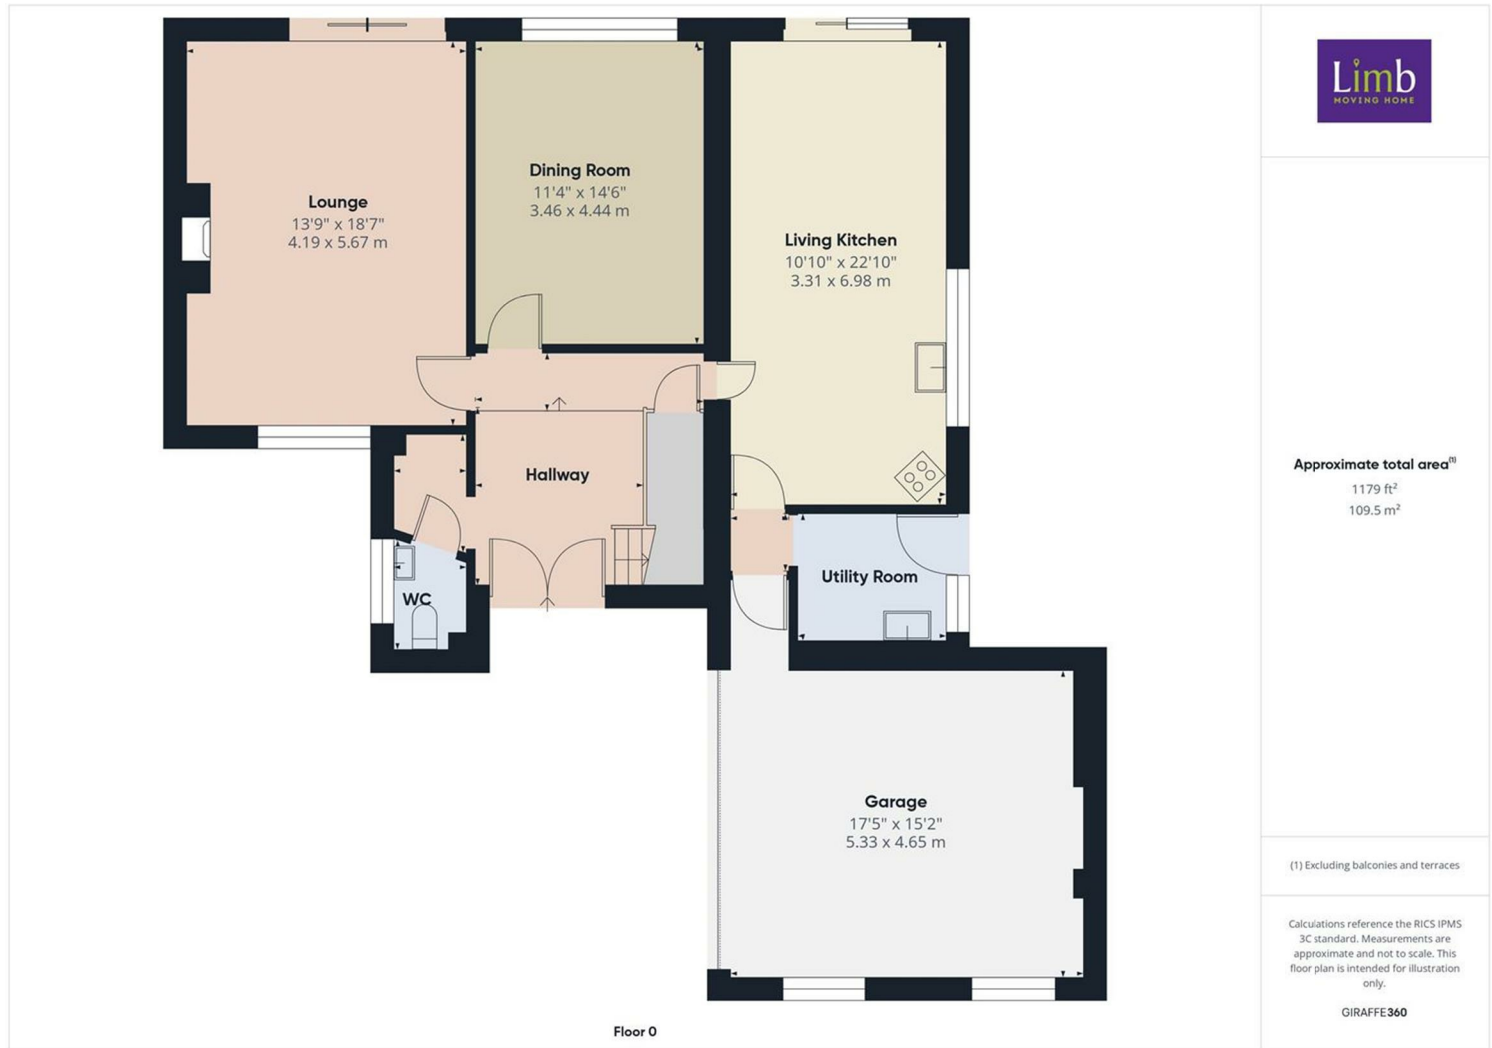 Lounge
13'9" x 18'7"
4.19 x 5.67 m
Dining Room
11'4" x 14'6"
3.46 x 4.44 m
Living Kitchen
10'10" x 22'10"
3.31 x 6.98 m
Hallway
WC
Utility Room
Garage
17'5" x 15'2"
5.33 x 4.65 m
Floor 0
Limb
MOVING HOME
Approximate total area(1)
1179 ft²
109.5 m²
(1) Excluding balconies and terraces
Calculations reference the RICS IPMS
3C standard. Measurements are
approximate and not to scale. This
floor plan is intended for illustration
only.
GIRAFFE360